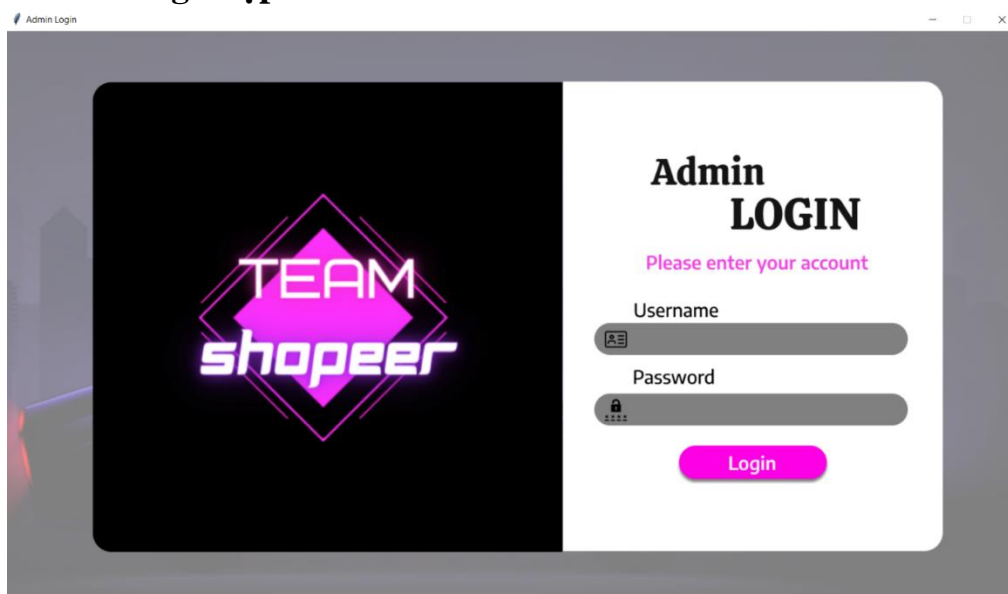 Admin Login
TEAM
shopeer
Admin
LOGIN
Please enter your account
Username
Password
Login